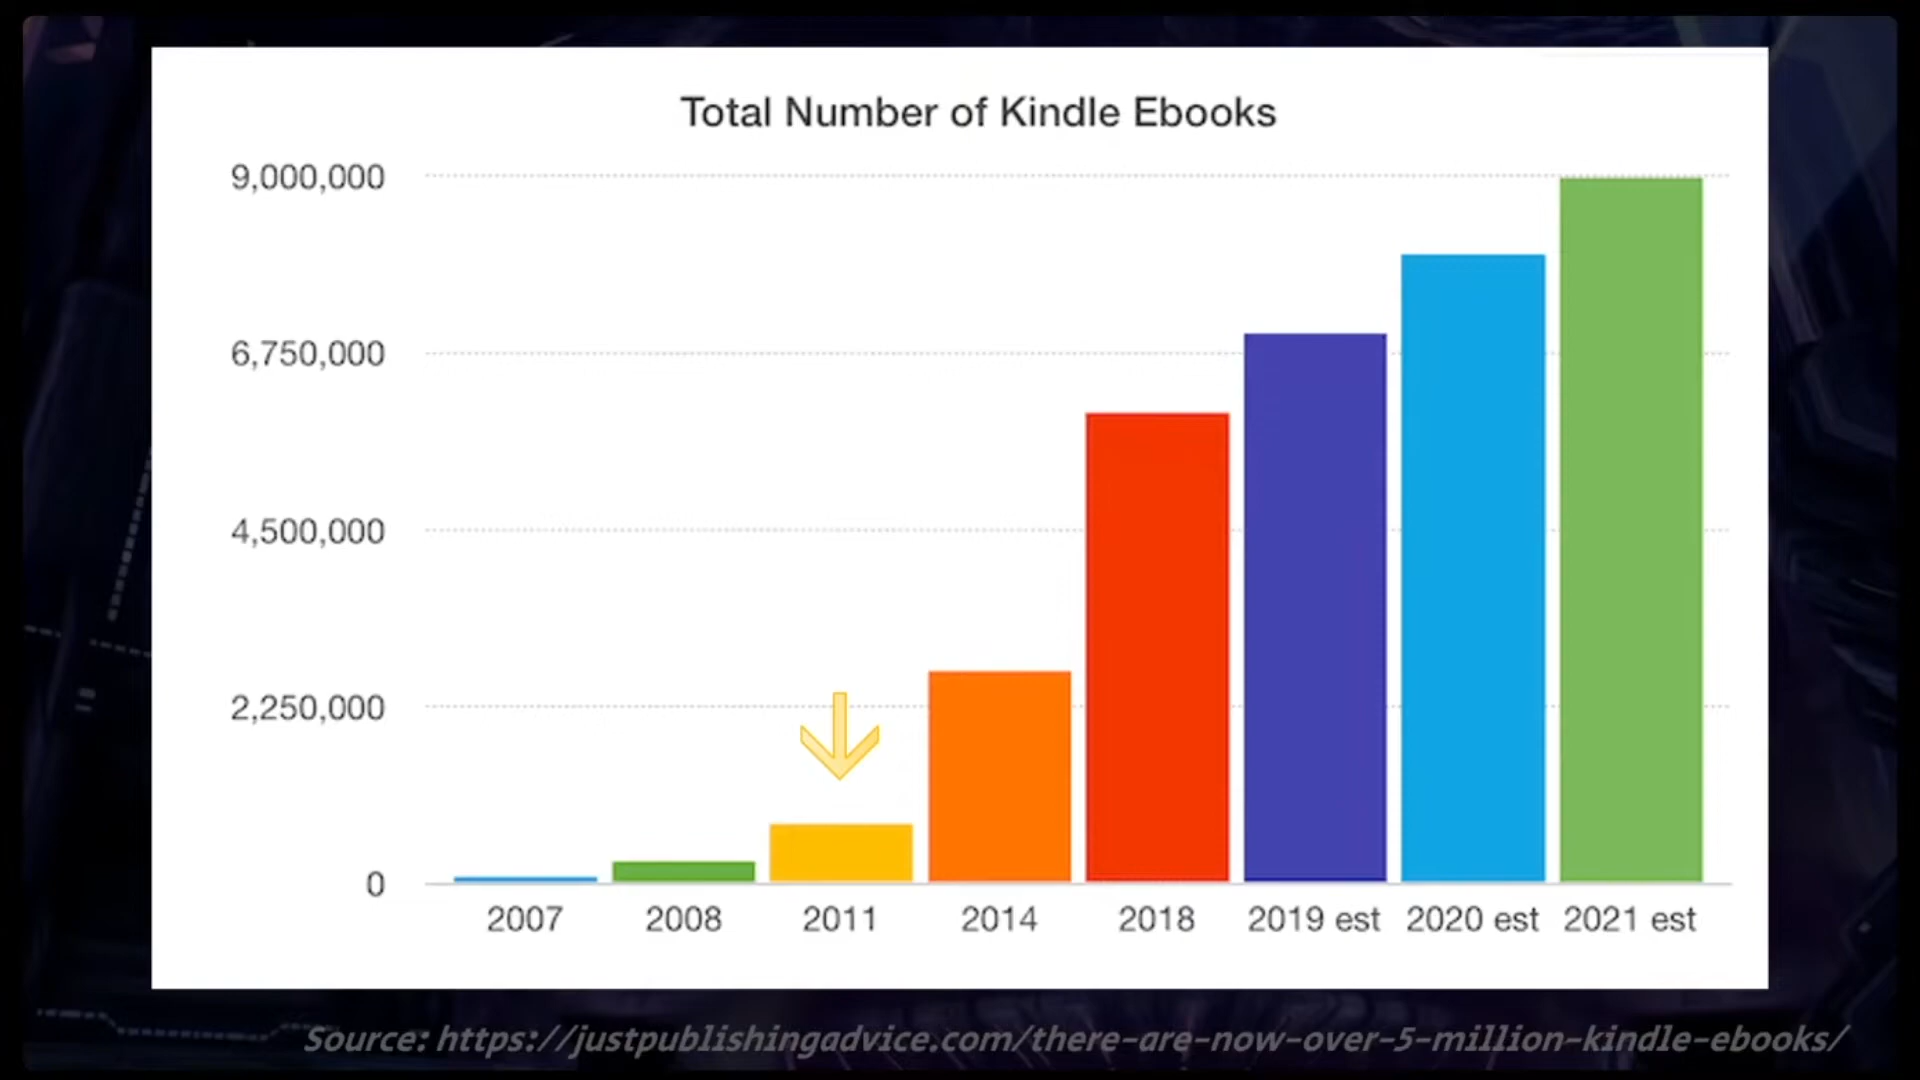 Total Number of Kindle Ebooks
9,000,000
6,750,000
4,500,000
2,250,000
0
2007 2008 2011 2014 2018 2019 est 2020 est 2021 est
Source: https://justpublishingadvice.com/there-are-now-over-5-million-kindle-ebooks/